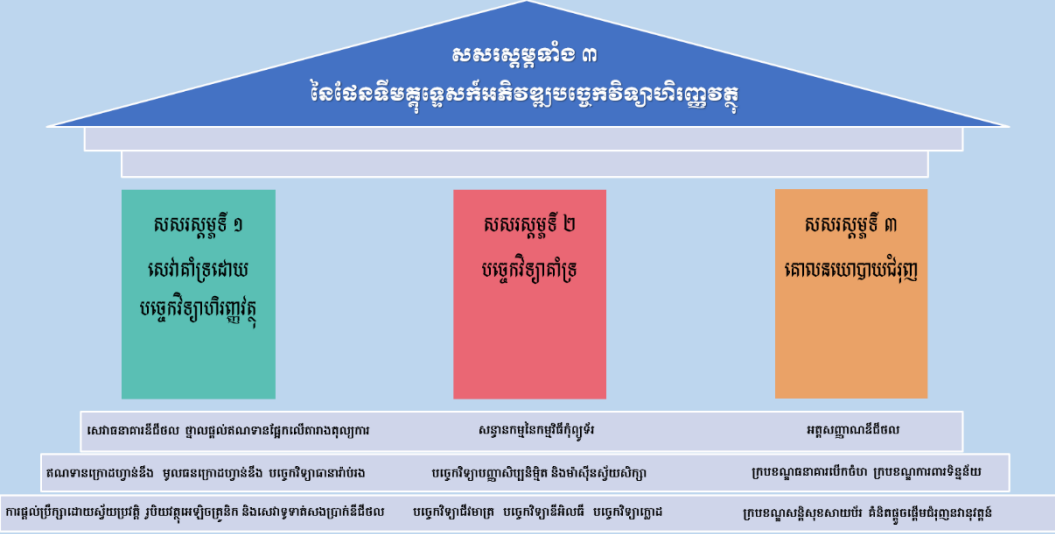 សសរស្តម្ភទាំង ៣
នៃផែនទីមគ្គុទ្ទេសក៍អភិវឌ្ឍបច្ចេកវិទ្យាហិរញ្ញវត្ថុ
សសរស្តម្ភទី ១
សេវាគាំទ្រដោយ
បច្ចេកវិទ្យាហិរញ្ញវត្ថុ
សសរស្តម្ភទី ២
បច្ចេកវិទ្យាគាំទ្រ
សសរស្តម្ភទី ៣
គោលនយោបាយជំរុញ
សេវាធនាគារឌីជីថល ថ្នាលផ្តល់ឥណទានផ្អែកលើតារាងតុល្យការ
សន្ទានកម្មនៃកម្មវិធីកុំព្យូទ័រ
អត្តសញ្ញាណឌីជីថល
ឥណទានក្រោដហ្វាន់ឌីង មូលធនក្រោដហ្វាន់ឌីង បច្ចេកវិទ្យាធានារ៉ាប់រង
បច្ចេកវិទ្យាបញ្ញាសិប្បនិម្មិត និងម៉ាស៊ីនស្វ័យសិក្សា
ក្របខណ្ឌធនាគារបើកចំហ ក្របខណ្ឌការពារទិន្នន័យ
ការផ្តល់ប្រឹក្សាដោយស្វ័យប្រវត្តិ រូបិយវត្ថុអេឡិចត្រូនិក និងសេវាទូទាត់សងប្រាក់ឌីជីថល
បច្ចេកវិទ្យាជីវមាត្រ បច្ចេកវិទ្យាឌីអិលធី បច្ចេកវិទ្យាក្លោដ
ក្របខណ្ឌសន្តិសុខសាយប័រ គំនិតផ្តួចផ្តើមជំរុញនវានុវត្តន៍